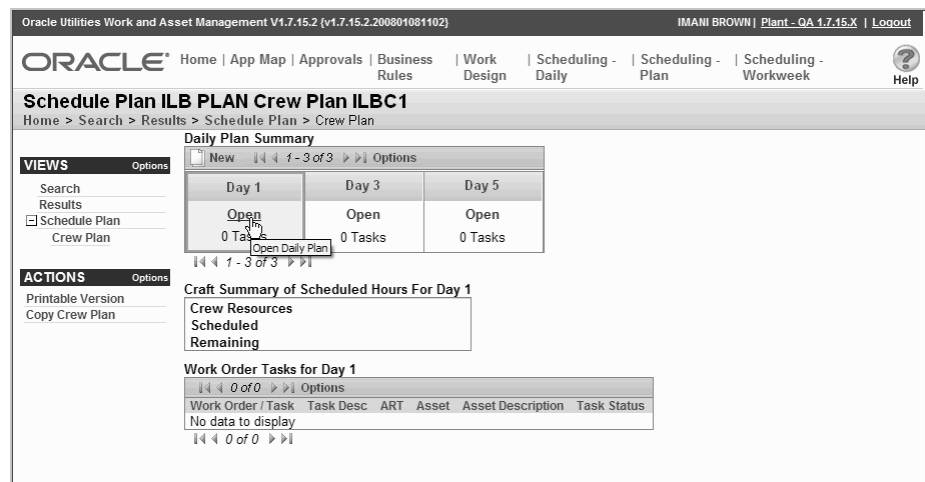 Oracle Utilities Work and Asset Management V1.7.15.2 {v1.7.15.2.200801081102}
IMANI BROWN | Plant - QA 1.7.15.X | Logout
ORACLE
Home | App Map | Approvals | Business Rules | Work Design | Scheduling - Daily | Scheduling - Plan | Scheduling - Workweek
Help
Schedule Plan ILB PLAN Crew Plan ILBC1
Home > Search > Results > Schedule Plan > Crew Plan
VIEWS Options
Search
Results
Schedule Plan
Crew Plan
ACTIONS Options
Printable Version
Copy Crew Plan
Daily Plan Summary
New 1 - 3 of 3 Options
Day 1 Day 3 Day 5
Open Open Open
0 Tasks 0 Tasks 0 Tasks
Open Daily Plan
1 - 3 of 3
Craft Summary of Scheduled Hours For Day 1
Crew Resources
Scheduled
Remaining
Work Order Tasks for Day 1
0 of 0 Options
Work Order / Task Task Desc ART Asset Asset Description Task Status
No data to display
0 of 0